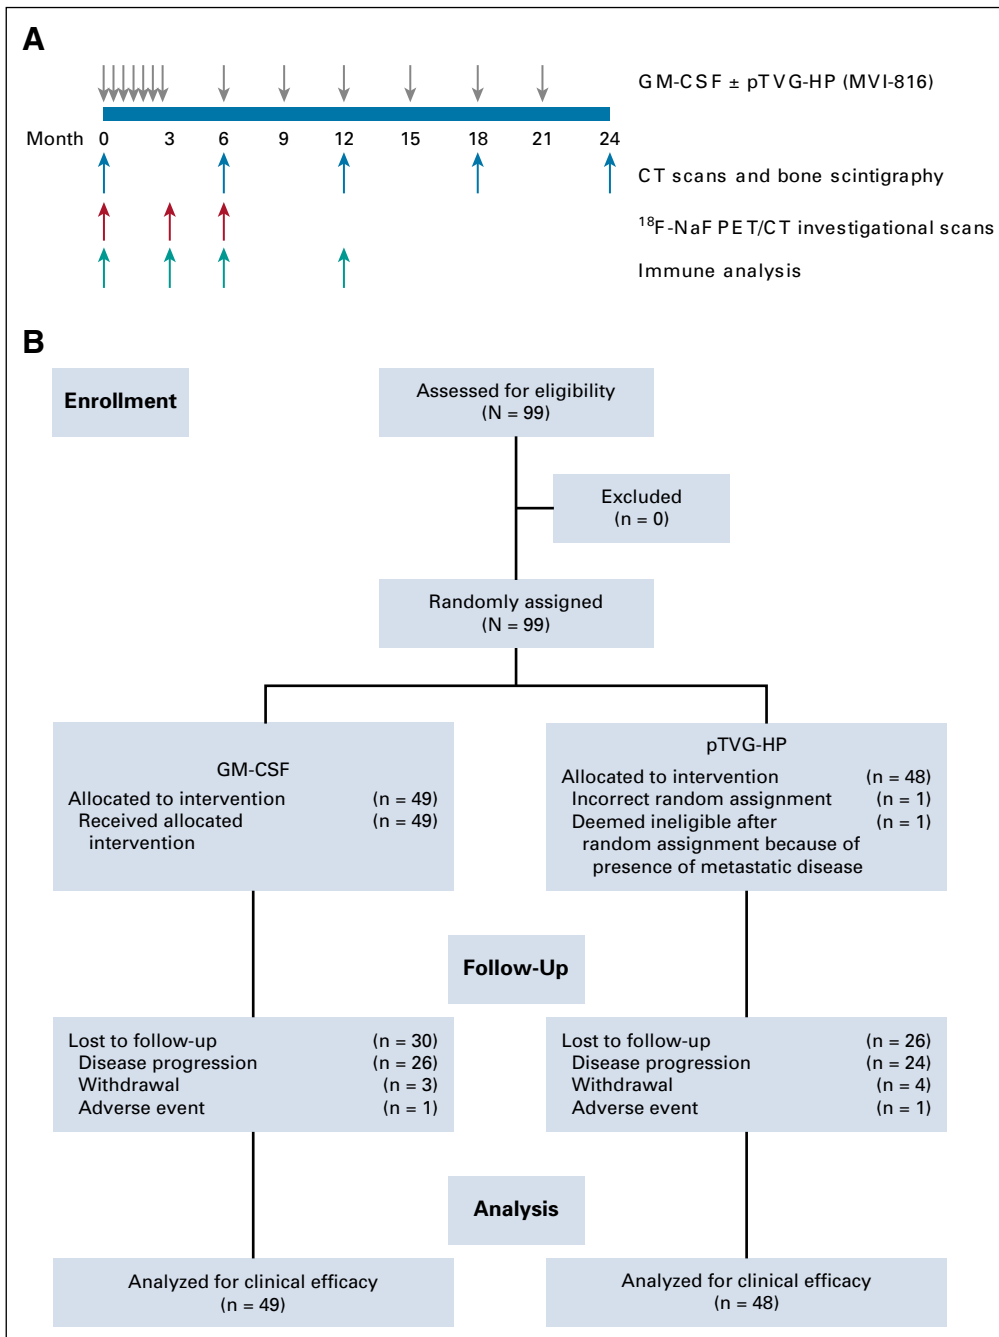 A
GM-CSF ± pTVG-HP (MVI-816)
Month 0 3 6 9 12 15 18 21 24
CT scans and bone scintigraphy
18F-NaF PET/CT investigational scans
Immune analysis
B
Enrollment
Assessed for eligibility
(N = 99)
Excluded
(n = 0)
Randomly assigned
(N = 99)
GM-CSF
Allocated to intervention (n = 49)
Received allocated (n = 49)
intervention
pTVG-HP
Allocated to intervention (n = 48)
Incorrect random assignment (n = 1)
Deemed ineligible after (n = 1)
random assignment because of
presence of metastatic disease
Follow-Up
Lost to follow-up (n = 30)
Disease progression (n = 26)
Withdrawal (n = 3)
Adverse event (n = 1)
Lost to follow-up (n = 26)
Disease progression (n = 24)
Withdrawal (n = 4)
Adverse event (n = 1)
Analysis
Analyzed for clinical efficacy
(n = 49)
Analyzed for clinical efficacy
(n = 48)